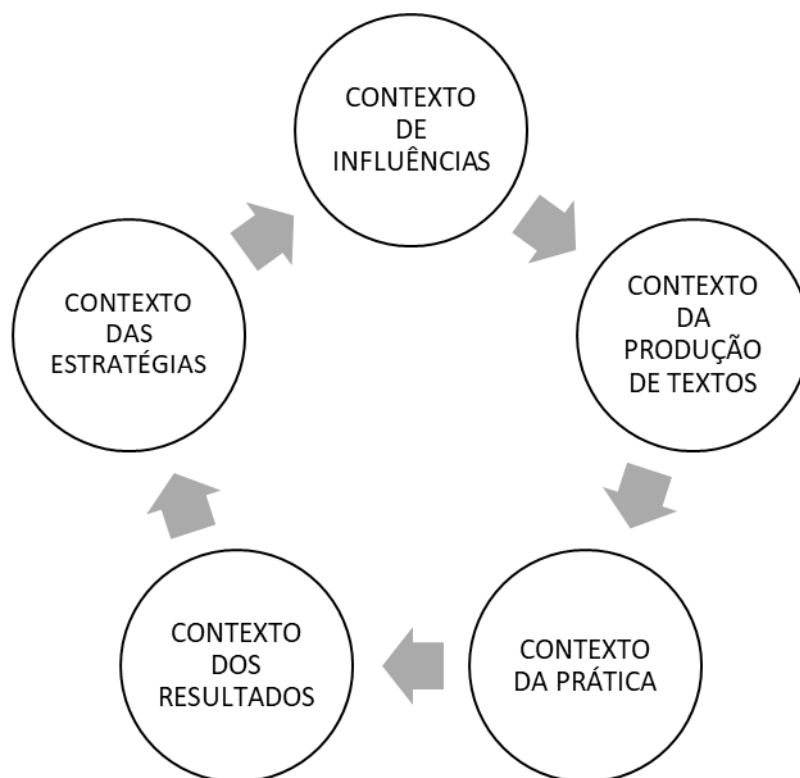 CONTEXTO
DE
INFLUÊNCIAS
CONTEXTO
DA
PRODUÇÃO
DE TEXTOS
CONTEXTO
DA PRÁTICA
CONTEXTO
DOS
RESULTADOS
CONTEXTO
DAS
ESTRATÉGIAS